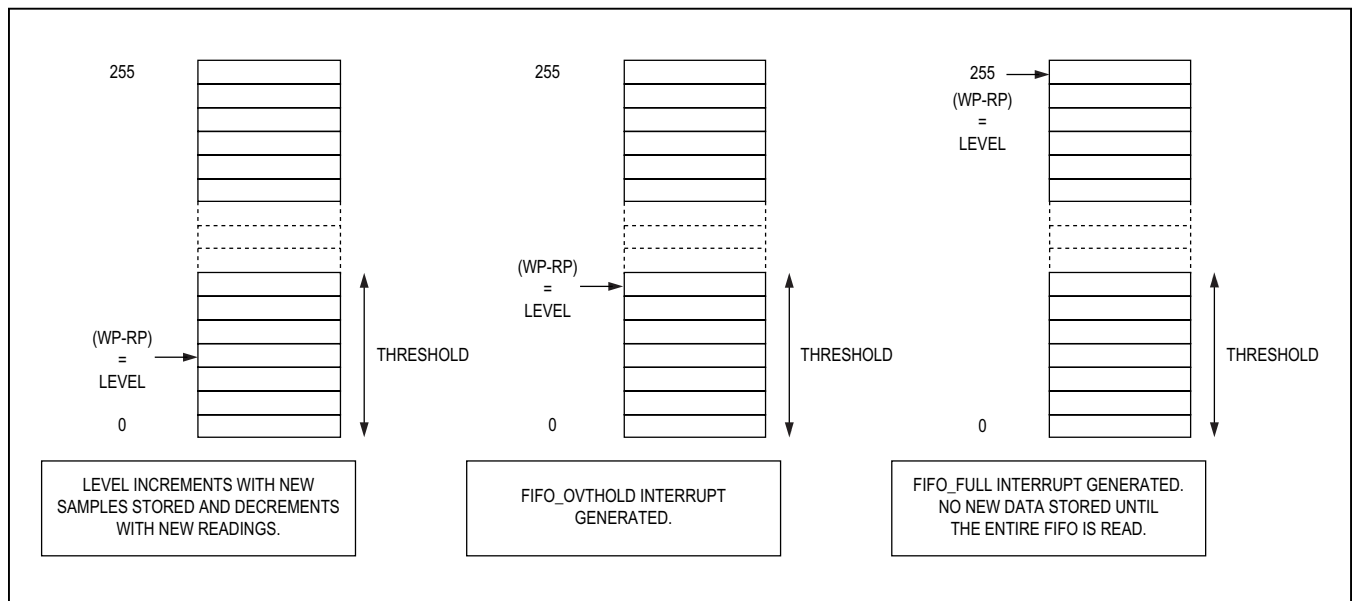 255
(WP-RP)
=
LEVEL
0
THRESHOLD
LEVEL INCREMENTS WITH NEW
SAMPLES STORED AND DECREMENTS
WITH NEW READINGS.
255
(WP-RP)
=
LEVEL
0
THRESHOLD
FIFO_OVTHOLD INTERRUPT
GENERATED.
255
(WP-RP)
=
LEVEL
0
THRESHOLD
FIFO_FULL INTERRUPT GENERATED.
NO NEW DATA STORED UNTIL
THE ENTIRE FIFO IS READ.